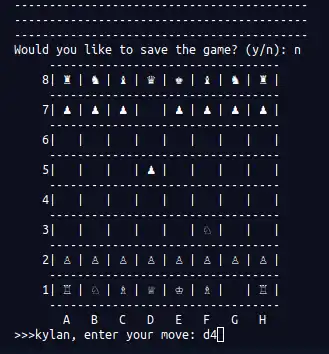 Would you like to save the game? (y/n): n
8| ♜ | ♞ | ♝ | ♛ | ♚ | ♝ | ♞ | ♜ |
7| ♟ | ♟ | ♟ |   | ♟ | ♟ | ♟ | ♟ |
6|   |   |   |   |   |   |   |   |
5|   |   |   | ♟ |   |   |   |   |
4|   |   |   |   |   |   |   |   |
3|   |   |   |   |   | ♘ |   |   |
2| ♙ | ♙ | ♙ | ♙ | ♙ | ♙ | ♙ | ♙ |
1| ♖ | ♘ | ♗ | ♕ | ♔ | ♗ |   | ♖ |
A B C D E F G H
>>>kylan, enter your move: d4